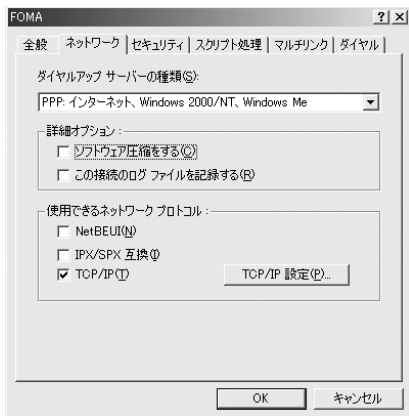 FOMA
全般 ネットワーク セキュリティ スクリプト処理 マルチリンク ダイヤル
ダイヤルアップ サーバーの種類(S):
PPP: インターネット、Windows 2000/NT、Windows Me
詳細オプション :
ソフトウェア圧縮をする(C)
この接続のログ ファイルを記録する(R)
使用できるネットワーク プロトコル :
NetBEUI(N)
IPX/SPX 互換(I)
TCP/IP(T)
TCP/IP 設定(P)...
OK キャンセル